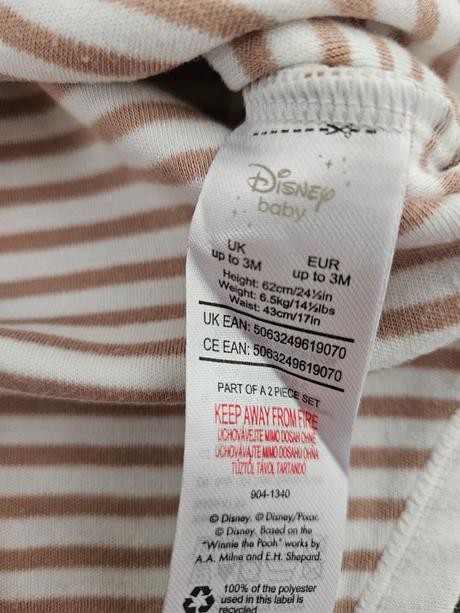 Disney
baby
UK
up to 3M
EUR
up to 3M
Height: 62cm/24½in
Weight: 6.5kg/14½lbs
Waist: 43cm/17in
UK EAN: 5063249619070
CE EAN: 5063249619070
PART OF A 2 PIECE SET
KEEP AWAY FROM FIRE
UCHOVÁVEJTE MIMO DOSAH OHNĚ
UCHOVÁVAJTE MIMO DOSAHU OHŇA
TŰZTŐL TÁVOL TARTANDÓ
904-1340
© Disney. © Disney/Pixar.
© Disney. Based on the
"Winnie the Pooh" works by
A.A. Milne and E.H. Shepard.
100% of the polyester
used in this label is
recycled